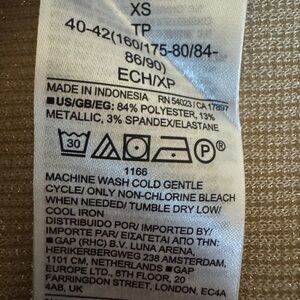 XS
TP
40-42(160/175-80/84-
86/90)
ECH/XP
MADE IN INDONESIA RN 54023 | CA 17897
■US/GB/EG: 84% POLYESTER, 13%
METALLIC, 3% SPANDEX/ELASTANE
30 P
1166
MACHINE WASH COLD GENTLE
CYCLE/ ONLY NON-CHLORINE BLEACH
WHEN NEEDED/ TUMBLE DRY LOW/
COOL IRON
DISTRIBUIDO POR/ IMPORTED BY/
IMPORTE PAR/ ΕΙΣΑΓΕΤΑΙ ΑΠΟ ΤΗΝ:
■GAP (RHC) B.V. LUNA ARENA,
HERIKERBERGWEG 238 AMSTERDAM,
1101 CM, NETHERLANDS ■GAP
EUROPE LTD., 8TH FLOOR, 20
EASTBOURNE, LONDON, EC4A
4AB, UK